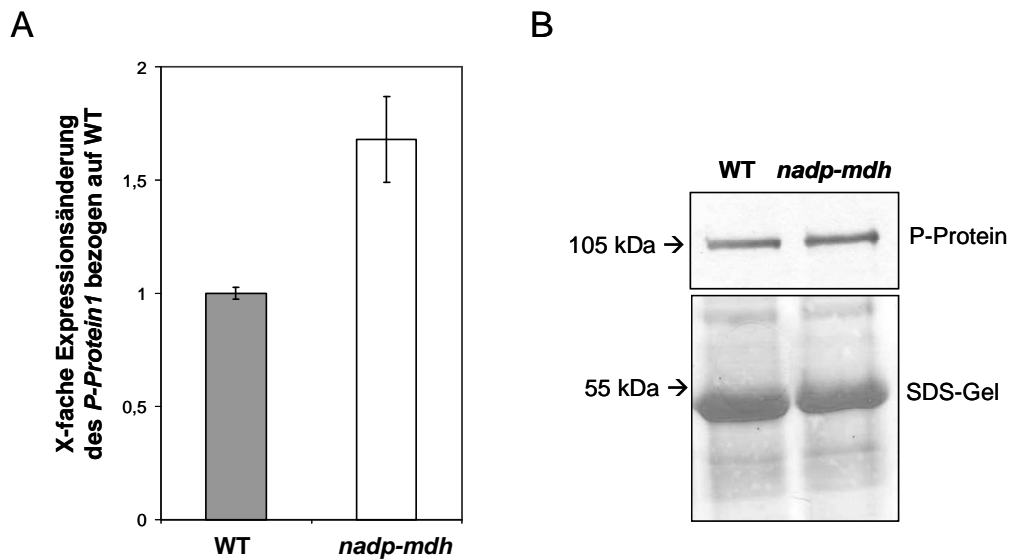 A
X-fache Expressionsänderung
des P-Protein1 bezogen auf WT
2
1,5
1
0,5
0
WT nadp-mdh
B
WT nadp-mdh
105 kDa → P-Protein
55 kDa → SDS-Gel